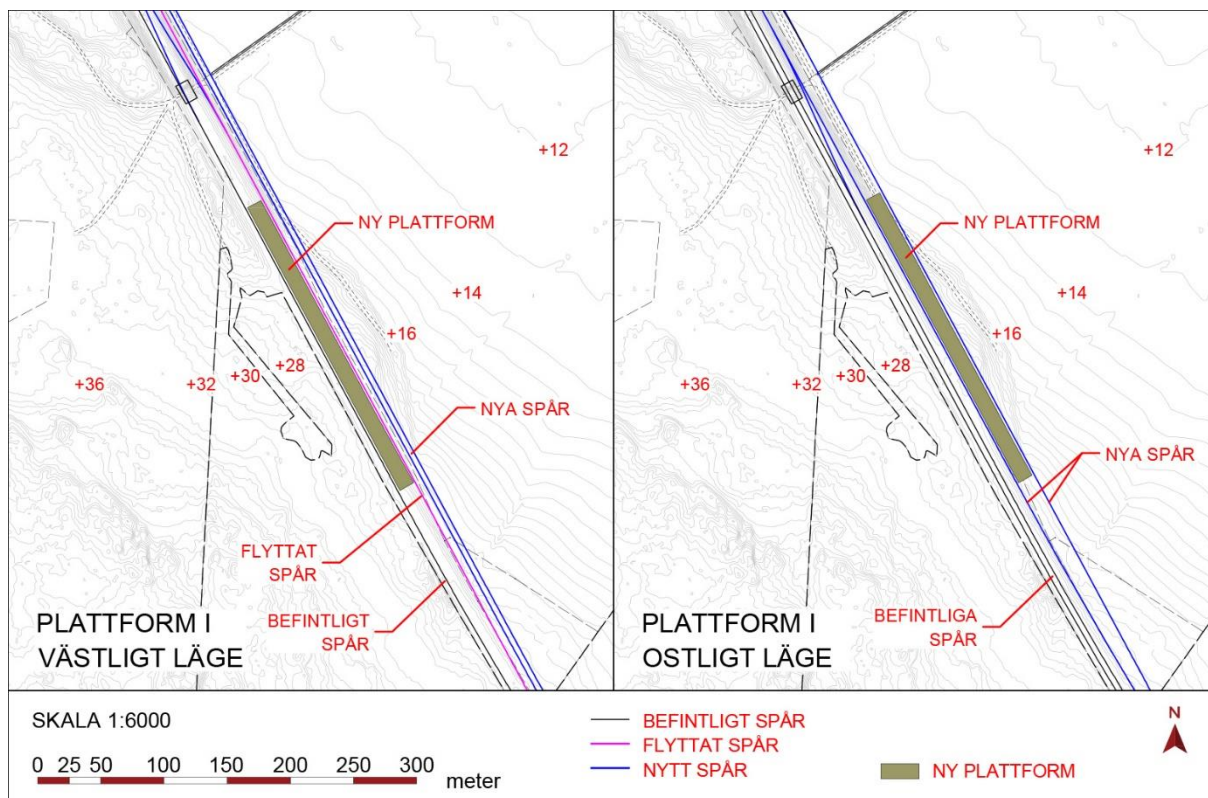 +12
NY PLATTFORM
+14
+16
+28
+30
+32
+36
NYA SPÅR
FLYTTAT
SPÅR
BEFINTLIGT
SPÅR
PLATTFORM I
VÄSTLIGT LÄGE
+12
NY PLATTFORM
+14
+16
+28
+30
+32
+36
NYA SPÅR
BEFINTLIGA
SPÅR
PLATTFORM I
OSTLIGT LÄGE
SKALA 1:6000
0 25 50 100 150 200 250 300 meter
BEFINTLIGT SPÅR
FLYTTAT SPÅR
NYTT SPÅR
NY PLATTFORM
N